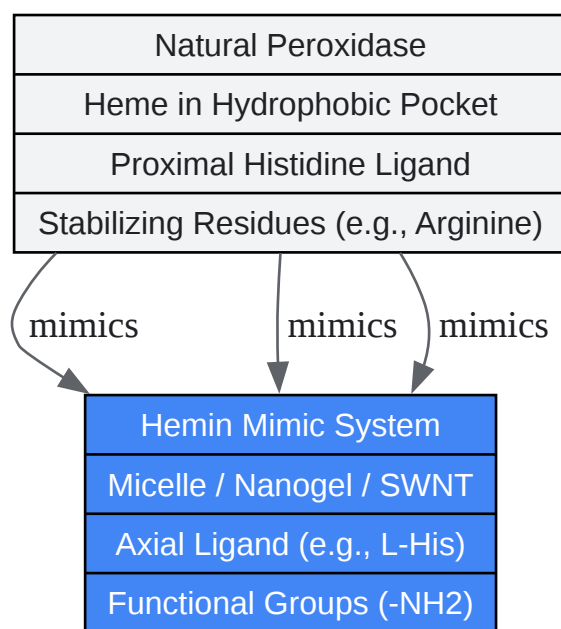 Natural Peroxidase
Heme in Hydrophobic Pocket
Proximal Histidine Ligand
Stabilizing Residues (e.g., Arginine)
mimics mimics mimics
Hemin Mimic System
Micelle / Nanogel / SWNT
Axial Ligand (e.g., L-His)
Functional Groups (-NH2)